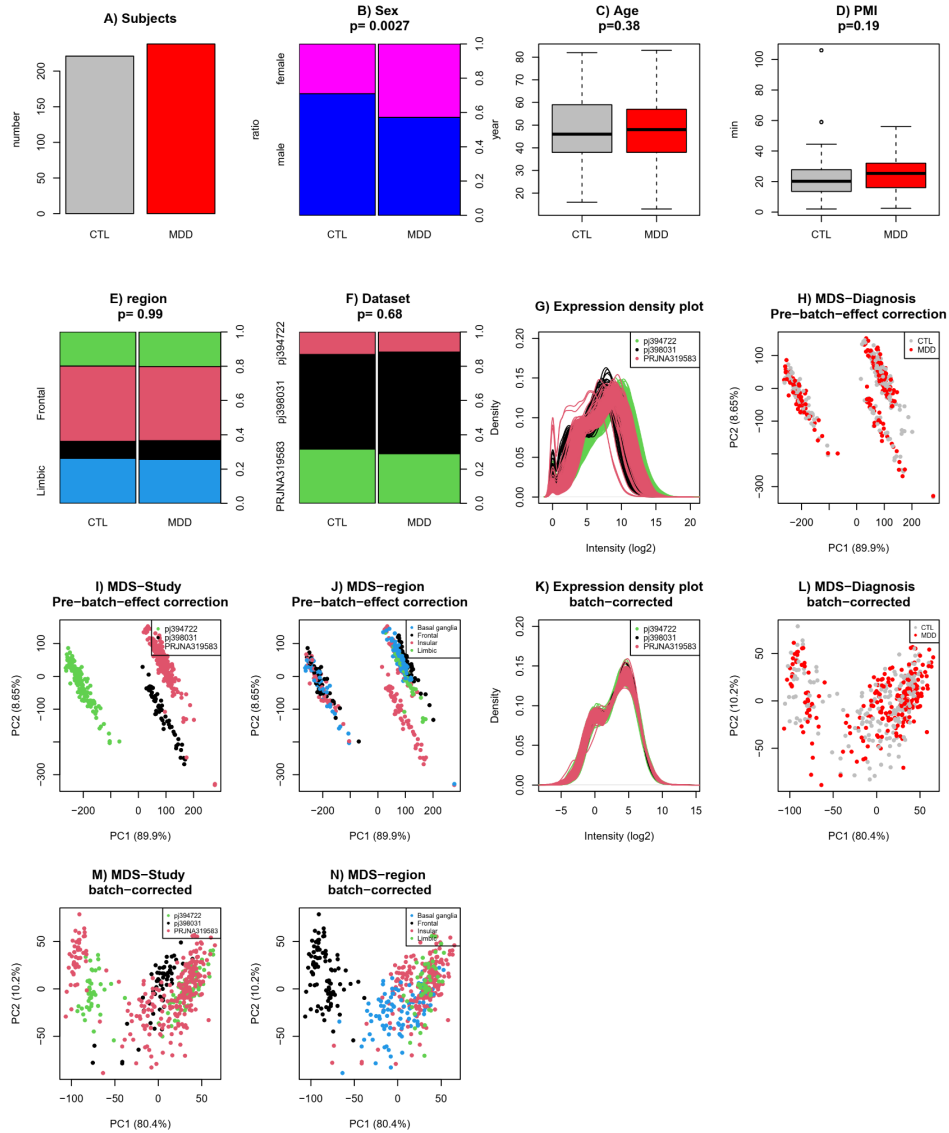 A) Subjects
number
0
50
100
150
200
CTL
MDD
B) Sex
p= 0.0027
ratio
male
female
0.0
0.2
0.4
0.6
0.8
1.0
CTL
MDD
C) Age
p=0.38
year
20
30
40
50
60
70
80
CTL
MDD
D) PMI
p=0.19
min
0
20
40
60
80
100
CTL
MDD
E) region
p= 0.99
Limbic
Frontal
0.0
0.2
0.4
0.6
0.8
1.0
CTL
MDD
F) Dataset
p= 0.68
PRJNA319583
pj398031
pj394722
0.0
0.2
0.4
0.6
0.8
1.0
CTL
MDD
G) Expression density plot
pj394722
pj398031
PRJNA319583
Density
0.00
0.05
0.10
0.15
0.20
0
5
10
15
20
Intensity (log2)
H) MDS−Diagnosis
Pre−batch−effect correction
CTL
MDD
PC2 (8.65%)
−300
−100
0
100
−200
0
100
200
PC1 (89.9%)
I) MDS−Study
Pre−batch−effect correction
pj394722
pj398031
PRJNA319583
PC2 (8.65%)
−300
−100
0
100
−200
0
100
200
PC1 (89.9%)
J) MDS−region
Pre−batch−effect correction
Basal ganglia
Frontal
Insular
Limbic
PC2 (8.65%)
−300
−100
0
100
−200
0
100
200
PC1 (89.9%)
K) Expression density plot
batch−corrected
pj394722
pj398031
PRJNA319583
Density
0.00
0.05
0.10
0.15
0.20
−5
0
5
10
15
Intensity (log2)
L) MDS−Diagnosis
batch−corrected
CTL
MDD
PC2 (10.2%)
−50
0
50
−100
−50
0
50
PC1 (80.4%)
M) MDS−Study
batch−corrected
pj394722
pj398031
PRJNA319583
PC2 (10.2%)
−50
0
50
−100
−50
0
50
PC1 (80.4%)
N) MDS−region
batch−corrected
Basal ganglia
Frontal
Insular
Limbic
PC2 (10.2%)
−50
0
50
−100
−50
0
50
PC1 (80.4%)